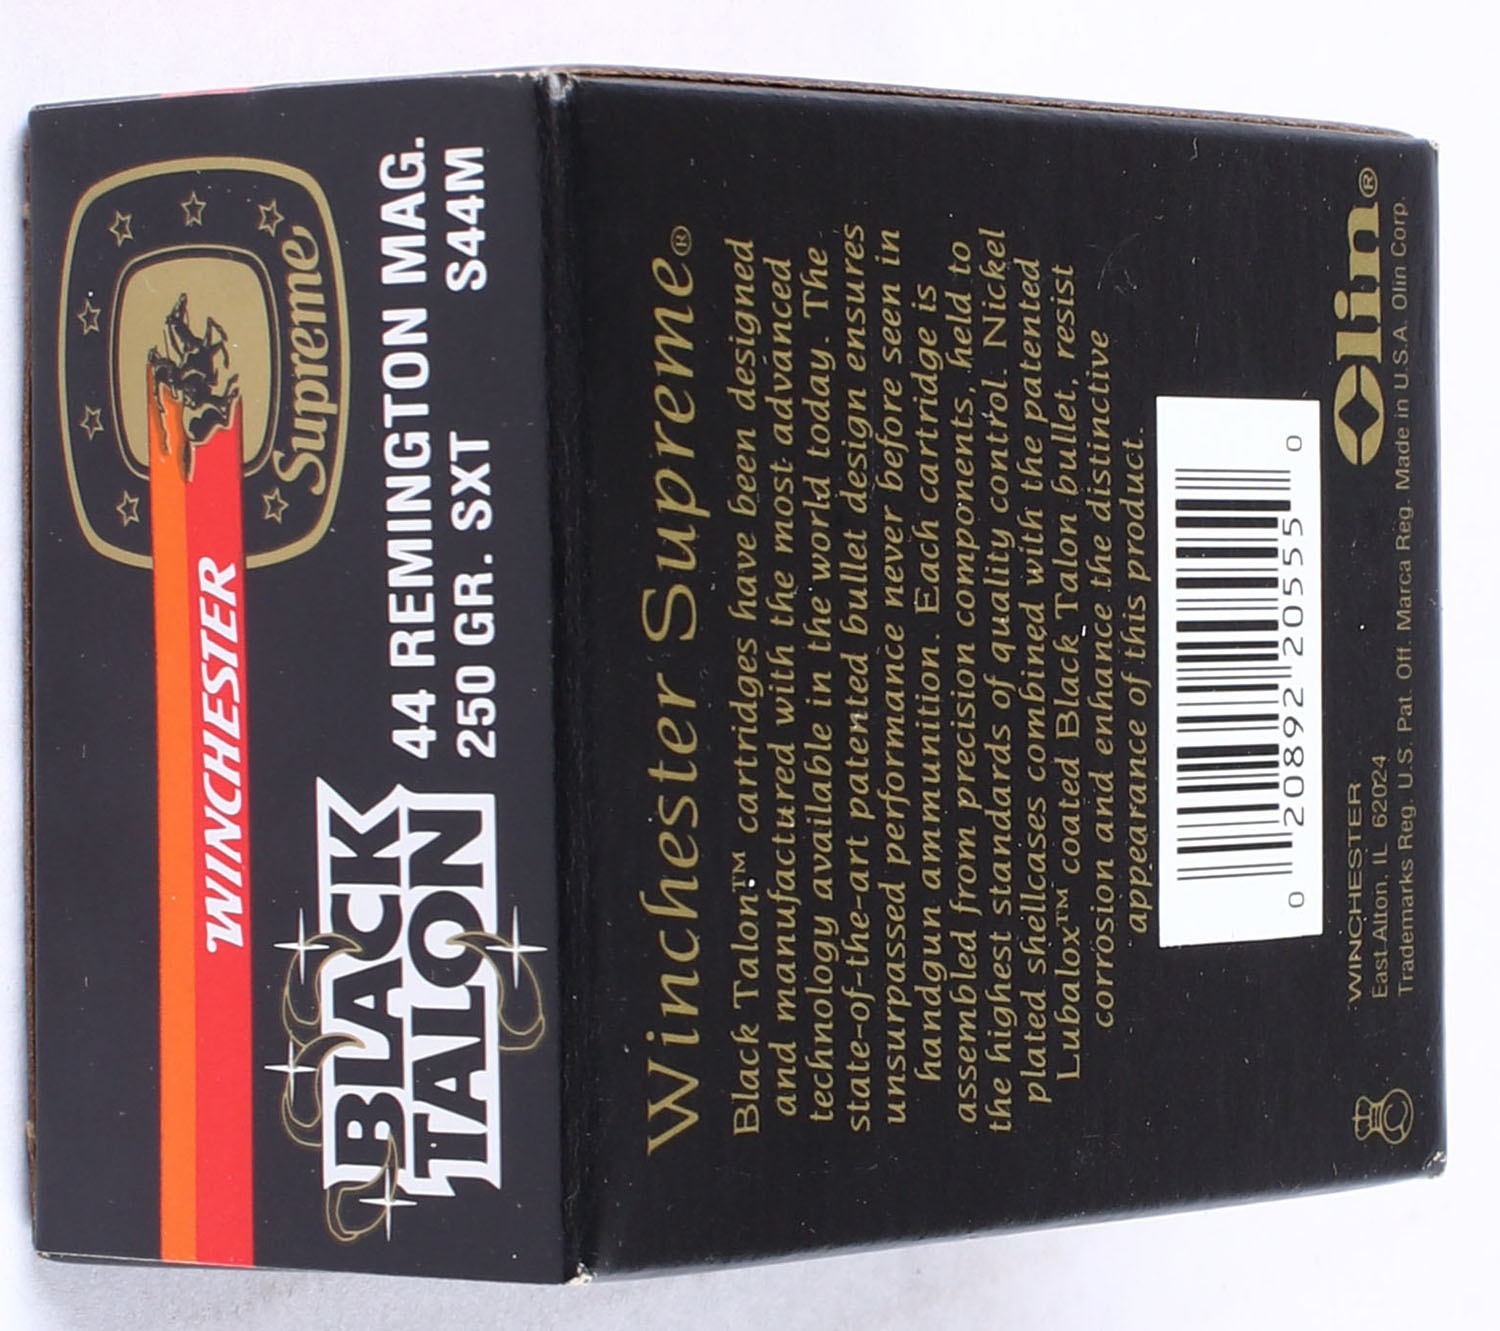 Supreme
WINCHESTER
BLACK
TALON
44 REMINGTON MAG.
250 GR. SXT S44M
Winchester Supreme®
Black Talon™ cartridges have been designed
and manufactured with the most advanced
technology available in the world today. The
state-of-the-art patented bullet design ensures
unsurpassed performance never before seen in
handgun ammunition. Each cartridge is
assembled from precision components, held to
the highest standards of quality control. Nickel
plated shellcases combined with the patented
Lubalox™ coated Black Talon bullet, resist
corrosion and enhance the distinctive
appearance of this product.
0 20892 20555 0
WINCHESTER
East Alton, IL 62024
Olin®
Trademarks Reg. U.S. Pat. Off. Marca Reg. Made in U.S.A. Olin Corp.